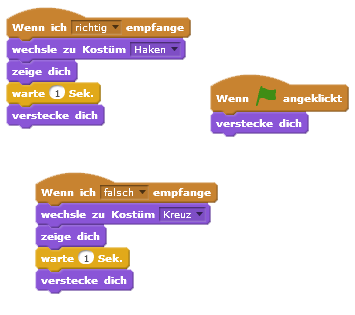 Wenn ich richtig empfange
wechsle zu Kostüm Haken
zeige dich
warte 1 Sek.
verstecke dich
Wenn angeklickt
verstecke dich
Wenn ich falsch empfange
wechsle zu Kostüm Kreuz
zeige dich
warte 1 Sek.
verstecke dich